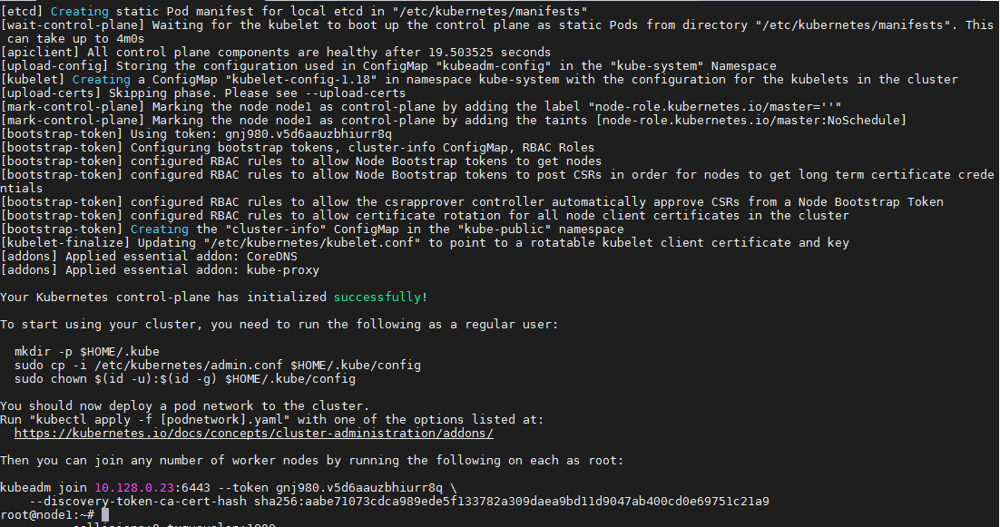 [etcd] Creating static Pod manifest for local etcd in "/etc/kubernetes/manifests"
[wait-control-plane] Waiting for the kubelet to boot up the control plane as static Pods from directory "/etc/kubernetes/manifests". This
 can take up to 4m0s
[apiclient] All control plane components are healthy after 19.503525 seconds
[upload-config] Storing the configuration used in ConfigMap "kubeadm-config" in the "kube-system" Namespace
[kubelet] Creating a ConfigMap "kubelet-config-1.18" in namespace kube-system with the configuration for the kubelets in the cluster
[upload-certs] Skipping phase. Please see --upload-certs
[mark-control-plane] Marking the node node1 as control-plane by adding the label "node-role.kubernetes.io/master=''"
[mark-control-plane] Marking the node node1 as control-plane by adding the taints [node-role.kubernetes.io/master:NoSchedule]
[bootstrap-token] Using token: gnj980.v5d6aauzbhiurr8q
[bootstrap-token] Configuring bootstrap tokens, cluster-info ConfigMap, RBAC Roles
[bootstrap-token] configured RBAC rules to allow Node Bootstrap tokens to get nodes
[bootstrap-token] configured RBAC rules to allow Node Bootstrap tokens to post CSRs in order for nodes to get long term certificate crede
ntials
[bootstrap-token] configured RBAC rules to allow the csrapprover controller automatically approve CSRs from a Node Bootstrap Token
[bootstrap-token] configured RBAC rules to allow certificate rotation for all node client certificates in the cluster
[bootstrap-token] Creating the "cluster-info" ConfigMap in the "kube-public" namespace
[kubelet-finalize] Updating "/etc/kubernetes/kubelet.conf" to point to a rotatable kubelet client certificate and key
[addons] Applied essential addon: CoreDNS
[addons] Applied essential addon: kube-proxy

Your Kubernetes control-plane has initialized successfully!

To start using your cluster, you need to run the following as a regular user:

  mkdir -p $HOME/.kube
  sudo cp -i /etc/kubernetes/admin.conf $HOME/.kube/config
  sudo chown $(id -u):$(id -g) $HOME/.kube/config

You should now deploy a pod network to the cluster.
Run "kubectl apply -f [podnetwork].yaml" with one of the options listed at:
  https://kubernetes.io/docs/concepts/cluster-administration/addons/

Then you can join any number of worker nodes by running the following on each as root:

kubeadm join 10.128.0.23:6443 --token gnj980.v5d6aauzbhiurr8q \
    --discovery-token-ca-cert-hash sha256:aabe71073cdca989ede5f133782a309daea9bd11d9047ab400cd0e69751c21a9
root@node1:~#